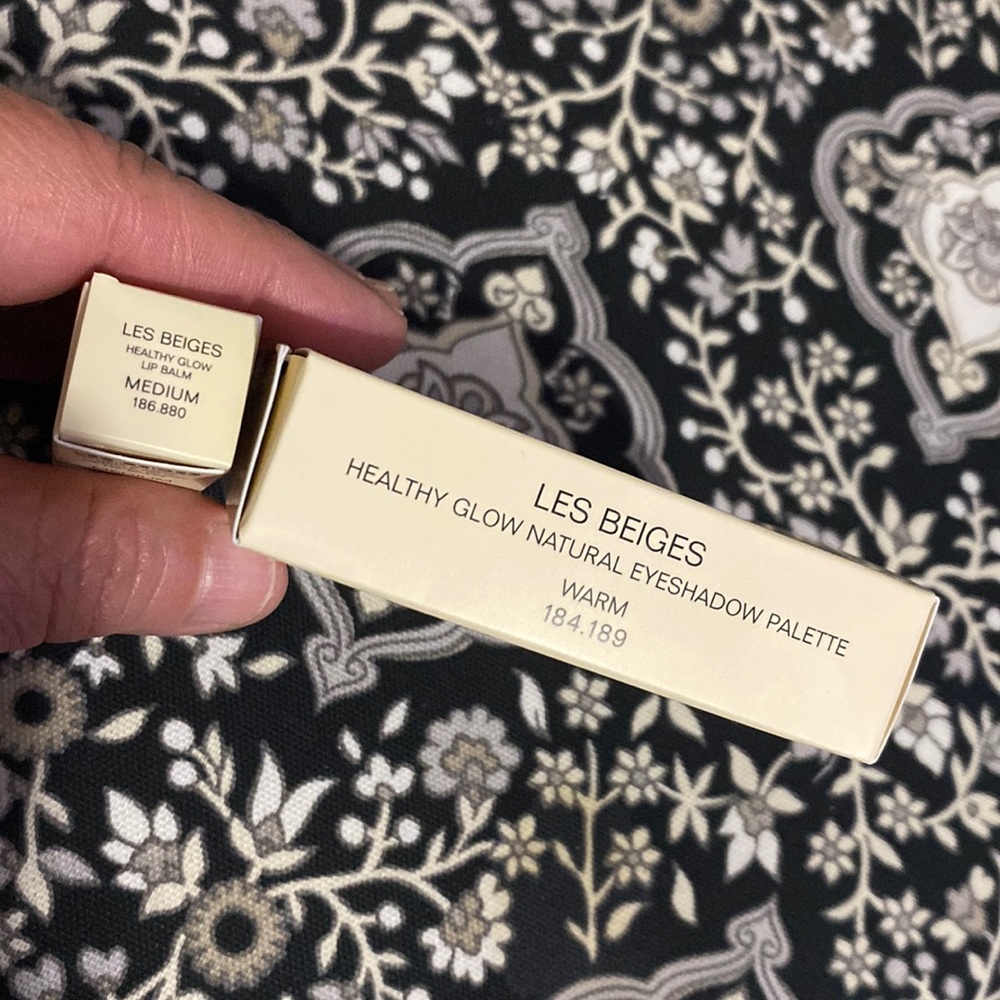 LES BEIGES
HEALTHY GLOW
LIP BALM
MEDIUM
186.880
LES BEIGES
HEALTHY GLOW NATURAL EYESHADOW PALETTE
WARM
184.189